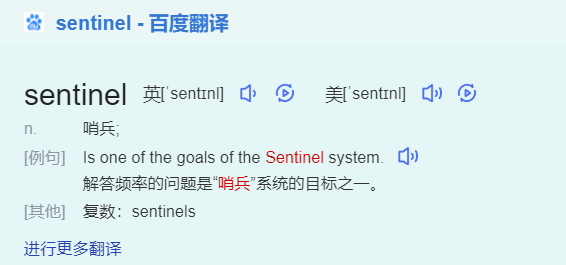 sentinel - 百度翻译
sentinel 英[ˈsentɪnl] 美[ˈsentɪnl]
n. 哨兵;
[例句] Is one of the goals of the Sentinel system.
解答频率的问题是“哨兵”系统的目标之一。
[其他] 复数：sentinels
进行更多翻译